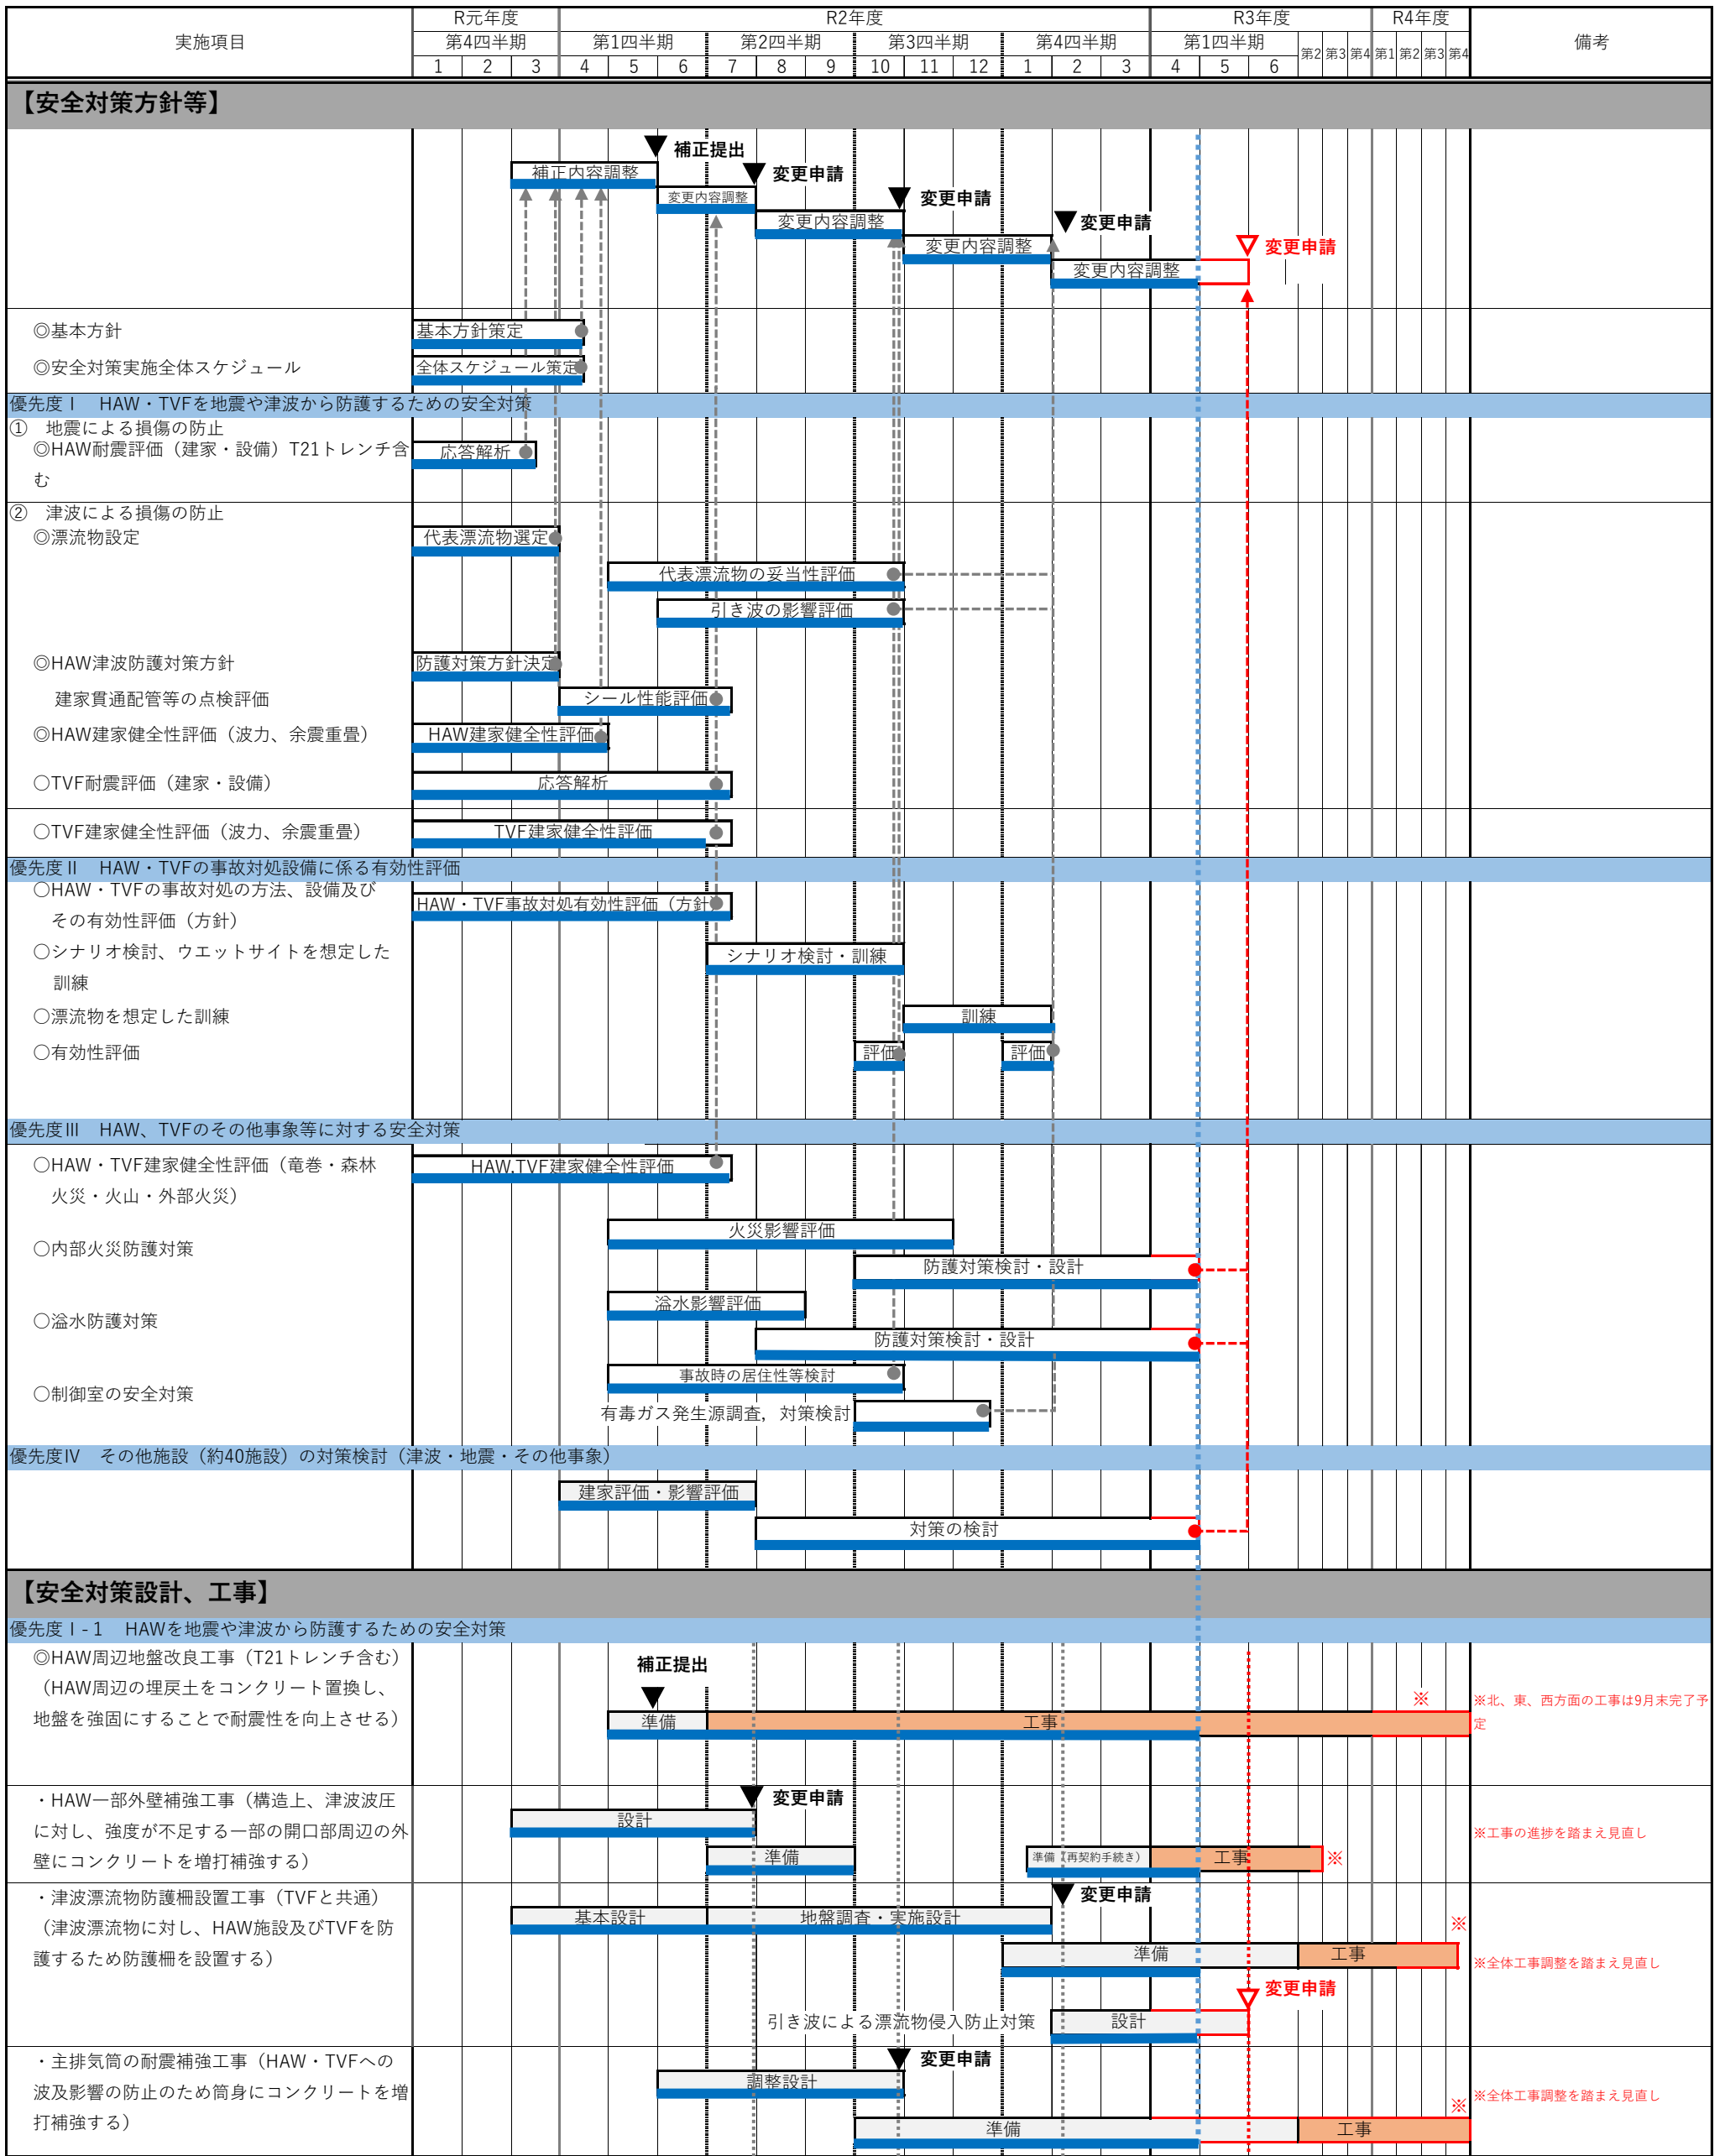 実施項目
R元年度
R2年度
R3年度
R4年度
備考
第4四半期
第1四半期
第2四半期
第3四半期
第4四半期
第1四半期
第2
第3
第4
第1
第2
第3
第4
1 2 3 4 5 6 7 8 9 10 11 12 1 2 3 4 5 6
【安全対策方針等】
補正提出
補正内容調整
変更申請
変更内容調整
変更申請
変更内容調整
変更申請
変更内容調整
変更申請
変更内容調整
◎基本方針
基本方針策定
◎安全対策実施全体スケジュール
全体スケジュール策定
優先度Ⅰ HAW・TVFを地震や津波から防護するための安全対策
① 地震による損傷の防止
◎HAW耐震評価（建家・設備）T21トレンチ含
む
応答解析
② 津波による損傷の防止
◎漂流物設定
代表漂流物選定
代表漂流物の妥当性評価
引き波の影響評価
◎HAW津波防護対策方針
防護対策方針決定
建家貫通配管等の点検評価
シール性能評価
◎HAW建家健全性評価（波力、余震重畳）
HAW建家健全性評価
○TVF耐震評価（建家・設備）
応答解析
○TVF建家健全性評価（波力、余震重畳）
TVF建家健全性評価
優先度Ⅱ HAW・TVFの事故対処設備に係る有効性評価
○HAW・TVFの事故対処の方法、設備及び
その有効性評価（方針）
HAW・TVF事故対処有効性評価（方針
○シナリオ検討、ウエットサイトを想定した
訓練
シナリオ検討・訓練
○漂流物を想定した訓練
訓練
○有効性評価
評価
評価
優先度Ⅲ HAW、TVFのその他事象等に対する安全対策
○HAW・TVF建家健全性評価（竜巻・森林
火災・火山・外部火災）
HAW.TVF建家健全性評価
火災影響評価
○内部火災防護対策
防護対策検討・設計
溢水影響評価
○溢水防護対策
防護対策検討・設計
事故時の居住性等検討
○制御室の安全対策
有毒ガス発生源調査，対策検討
優先度Ⅳ その他施設（約40施設）の対策検討（津波・地震・その他事象）
建家評価・影響評価
対策の検討
【安全対策設計、工事】
優先度Ⅰ-１ HAWを地震や津波から防護するための安全対策
◎HAW周辺地盤改良工事（T21トレンチ含む）
（HAW周辺の埋戻土をコンクリート置換し、
地盤を強固にすることで耐震性を向上させる）
補正提出
準備
工事
※
※北、東、西方面の工事は9月末完了予
定
・HAW一部外壁補強工事（構造上、津波波圧
に対し、強度が不足する一部の開口部周辺の外
壁にコンクリートを増打補強する）
変更申請
設計
準備
準備（再契約手続き）
工事
※
※工事の進捗を踏まえ見直し
・津波漂流物防護柵設置工事（TVFと共通）
（津波漂流物に対し、HAW施設及びTVFを防
護するため防護柵を設置する）
変更申請
基本設計
地盤調査・実施設計
※
準備
工事
※全体工事調整を踏まえ見直し
変更申請
引き波による漂流物侵入防止対策
設計
・主排気筒の耐震補強工事（HAW・TVFへの
波及影響の防止のため筒身にコンクリートを増
打補強する）
変更申請
調整設計
※
準備
工事
※全体工事調整を踏まえ見直し